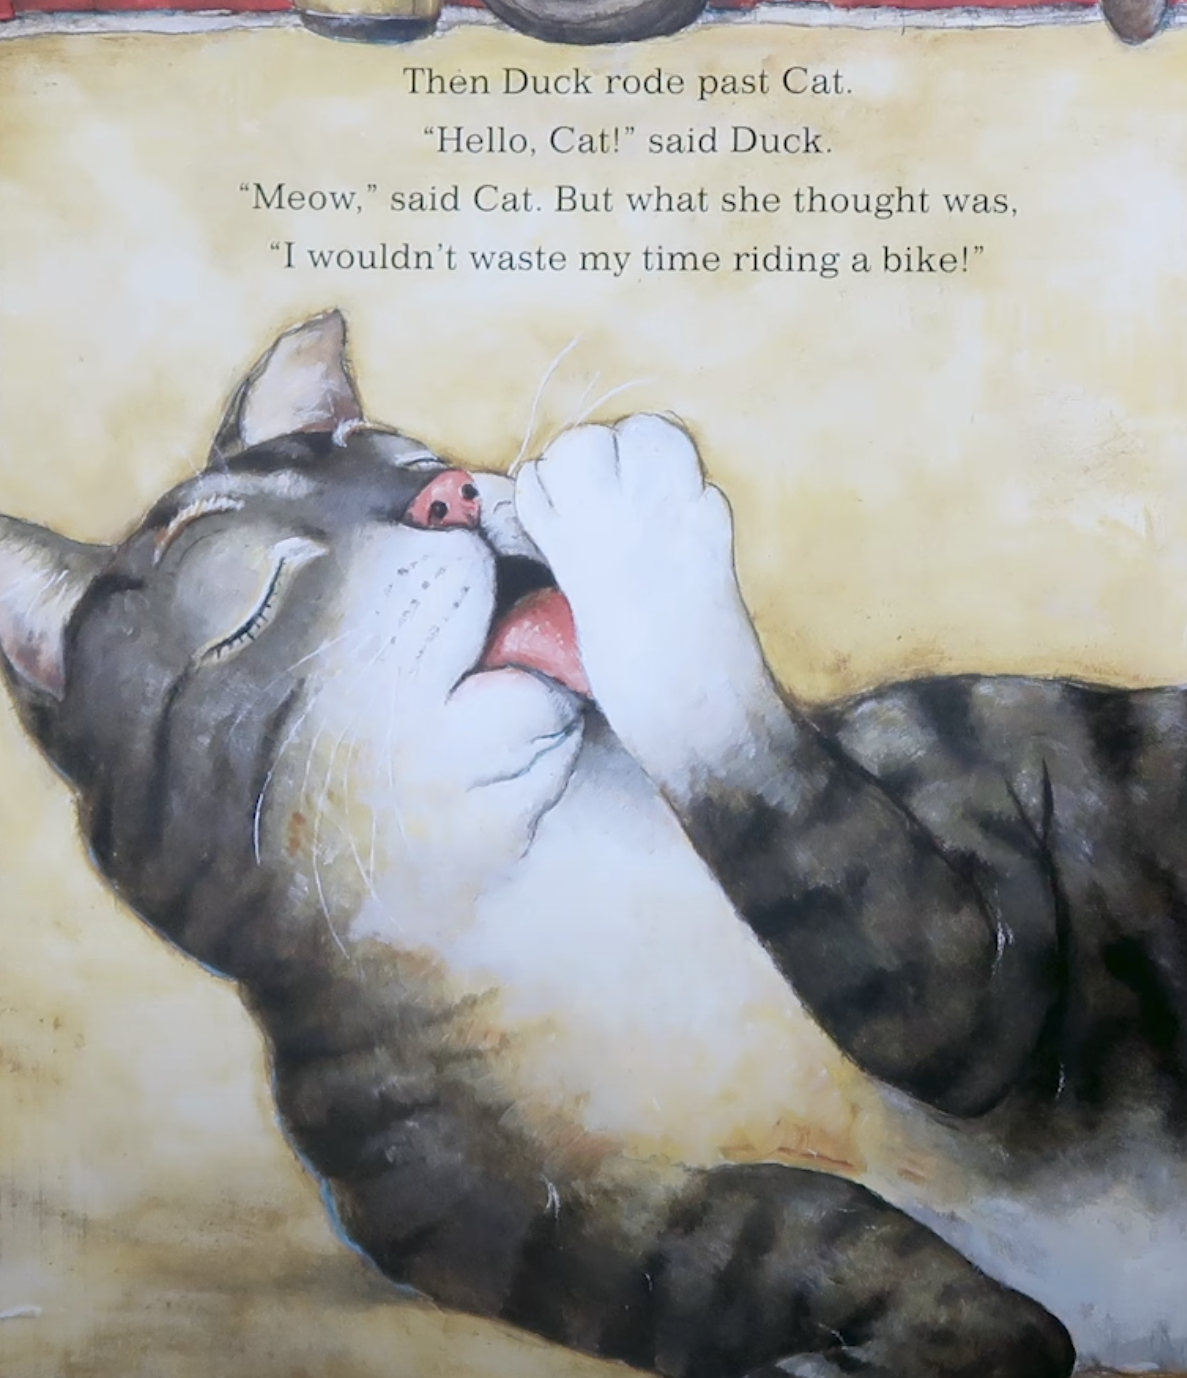 Then Duck rode past Cat.
“Hello, Cat!” said Duck.
“Meow,” said Cat. But what she thought was,
“I wouldn’t waste my time riding a bike!”